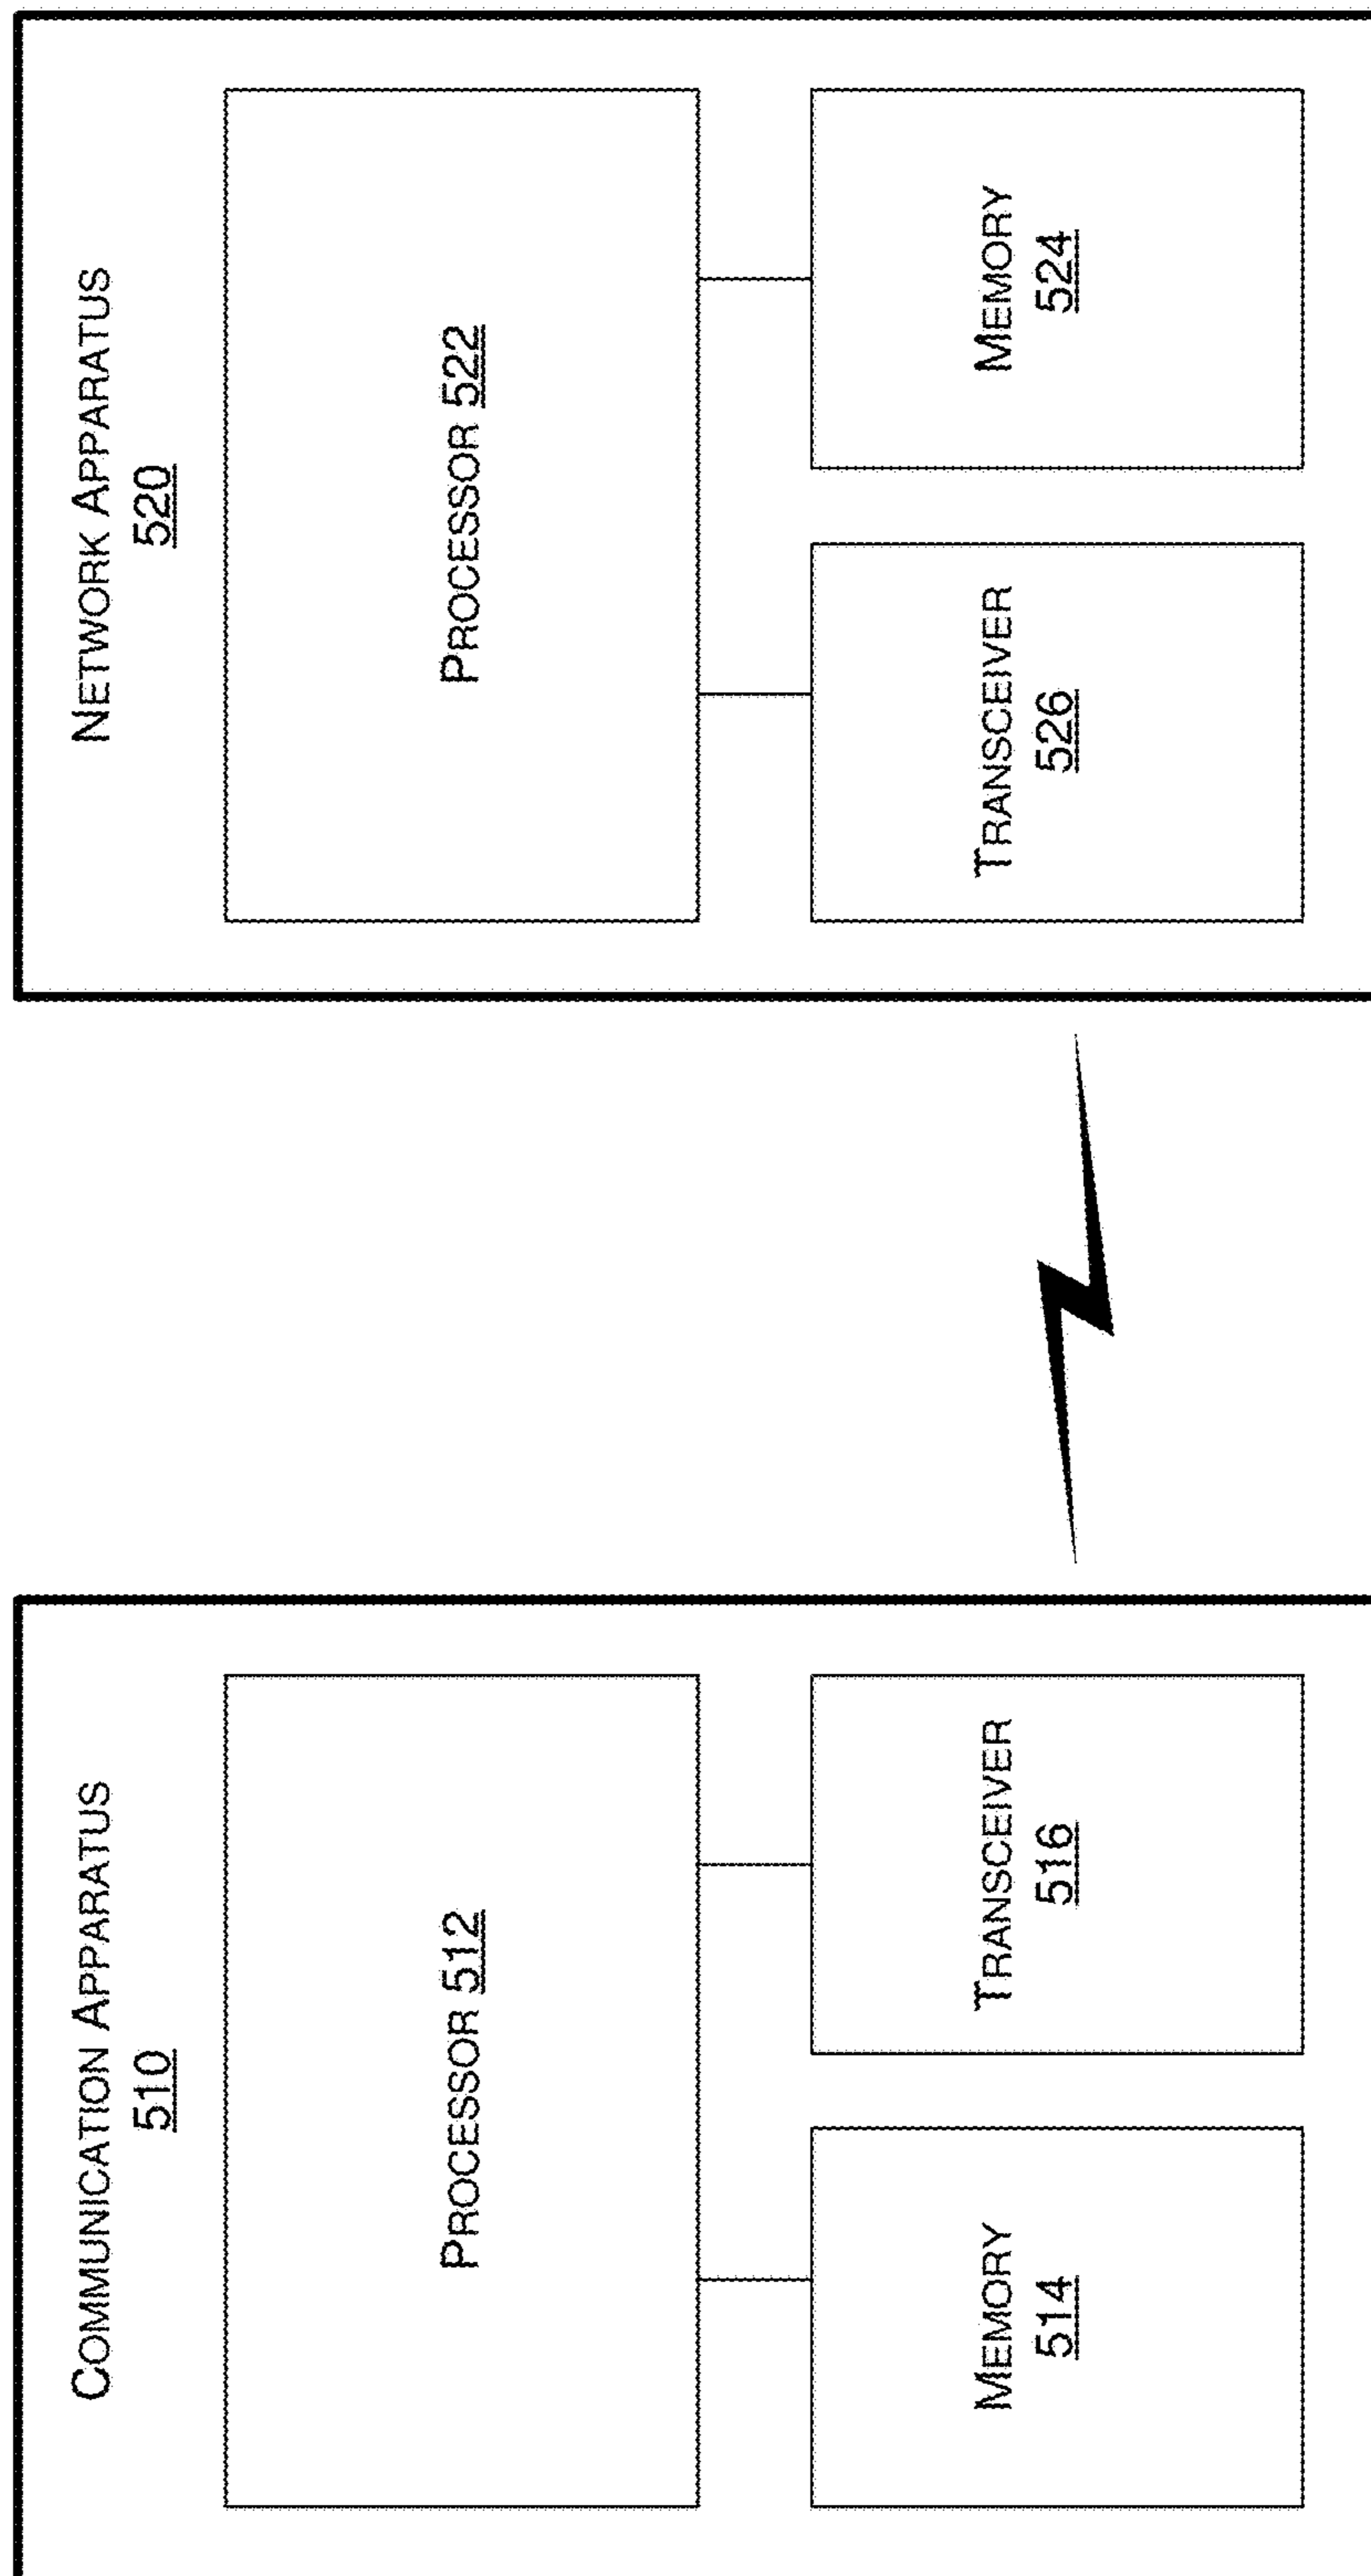 COMMUNICATION APPARATUS
510
PROCESSOR 512
MEMORY
514
TRANSCEIVER
516
NETWORK APPARATUS
520
PROCESSOR 522
TRANSCEIVER
526
MEMORY
524